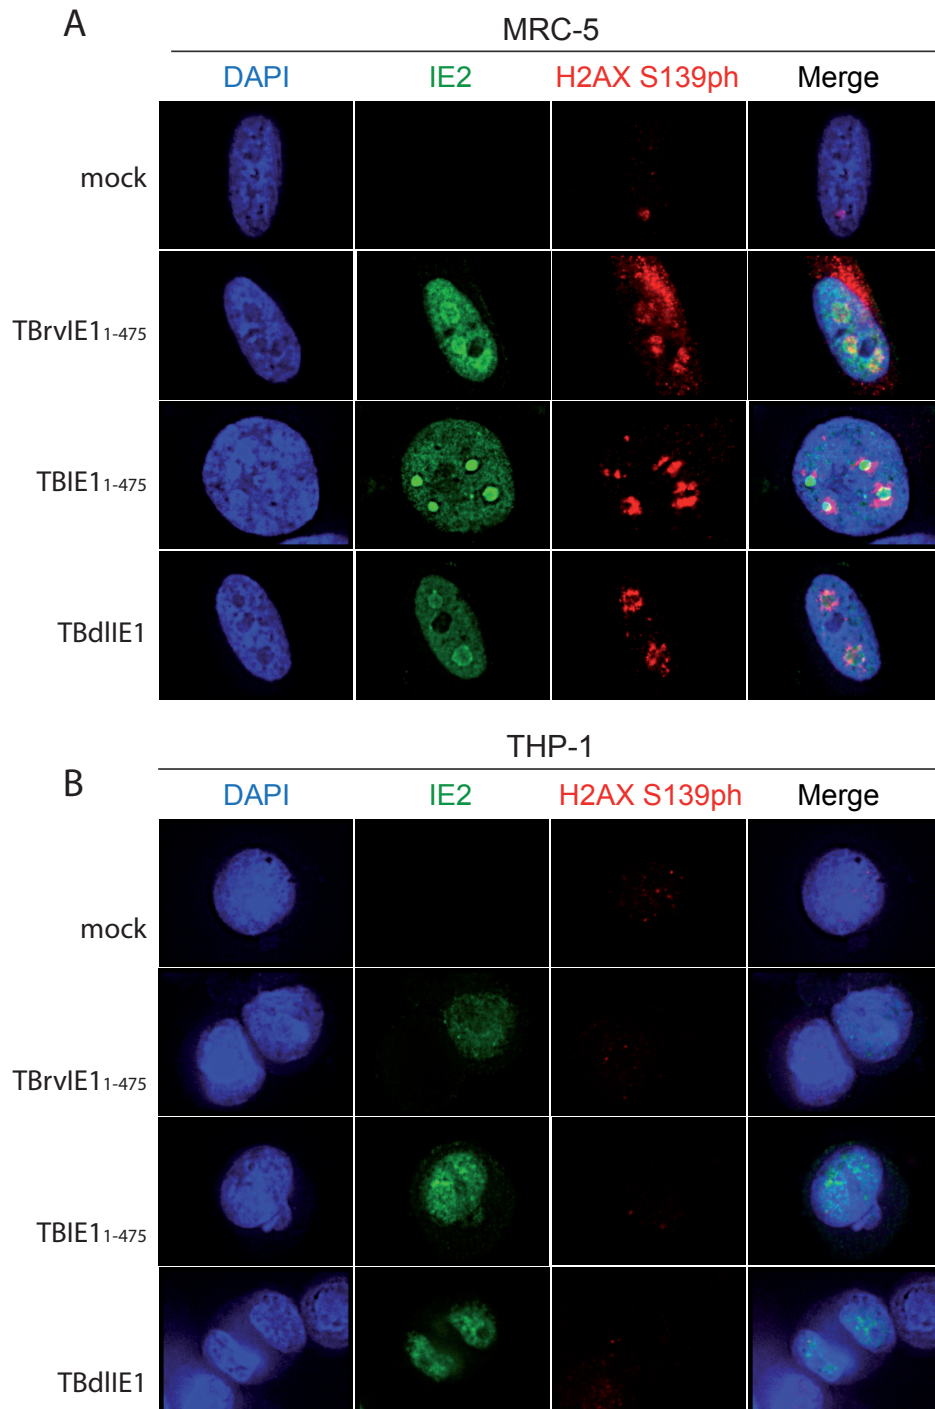 A
MRC-5
DAPI IE2 H2AX S139ph Merge
mock
TBrvIE11-475
TBIE11-475
TBdlIE1
THP-1
B
DAPI IE2 H2AX S139ph Merge
mock
TBrvIE11-475
TBIE11-475
TBdlIE1